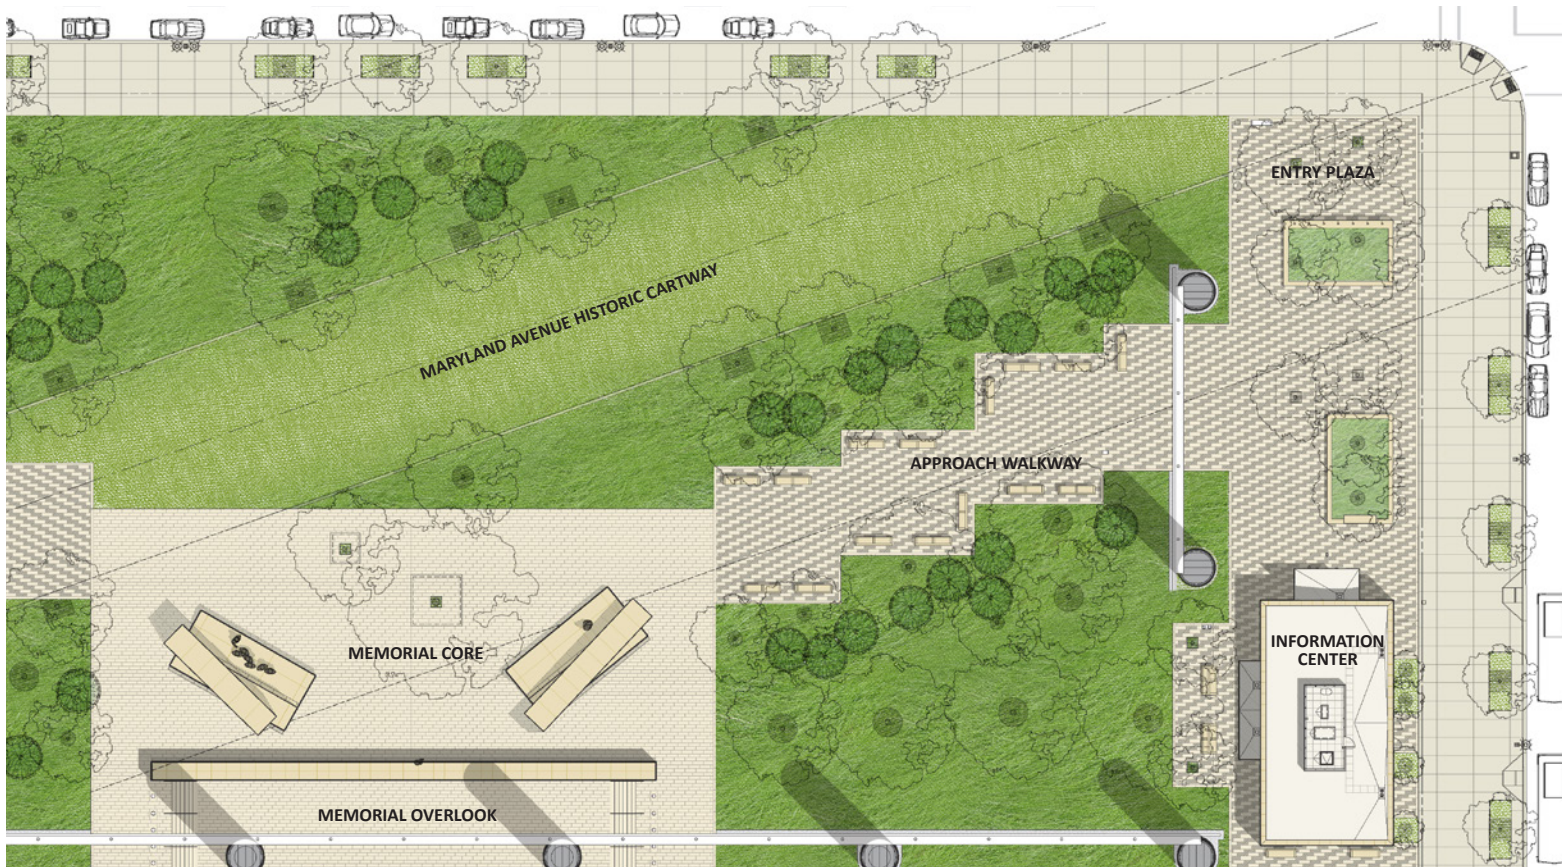 ENTRY PLAZA
MARYLAND AVENUE HISTORIC CARTWAY
APPROACH WALKWAY
MEMORIAL CORE
INFORMATION
CENTER
MEMORIAL OVERLOOK